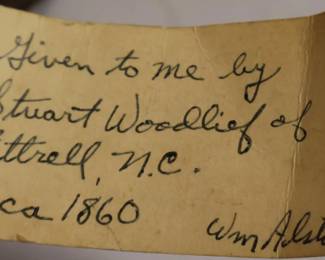 Given to me by
Stuart Woodlief of
ittrell, N.C.
ca 1860
Wm Alst